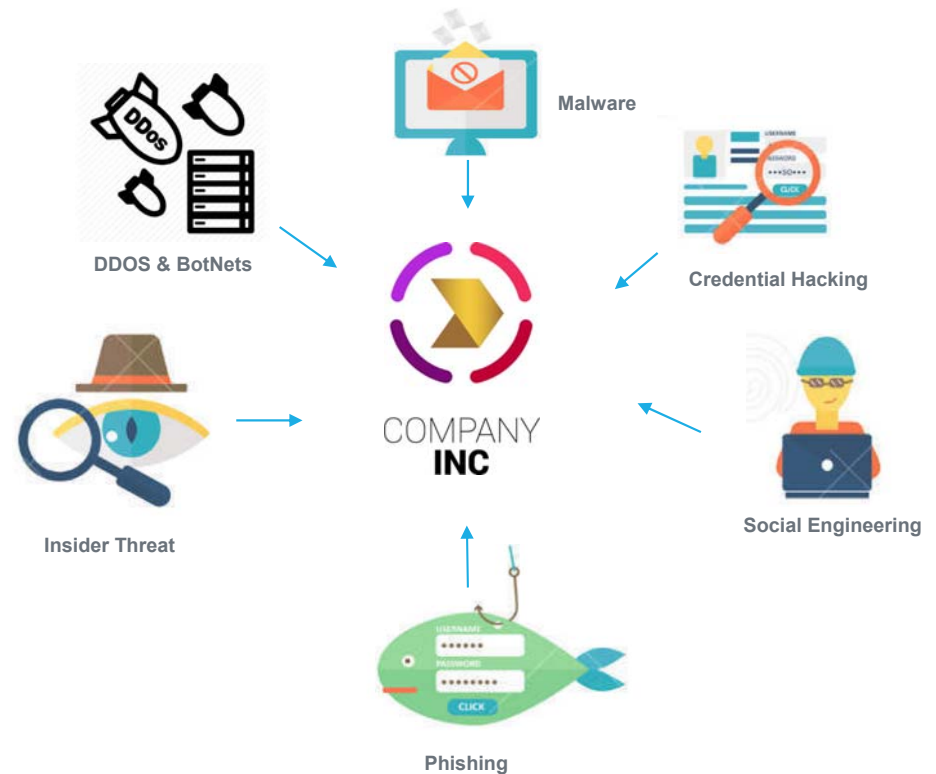 Malware
DDoS
USERNAME
PASSWORD
•••SO•••
CLICK
DDOS & BotNets
Credential Hacking
COMPANY
INC
Insider Threat
Social Engineering
USERNAME
••••••
PASSWORD
••••••••
CLICK
Phishing